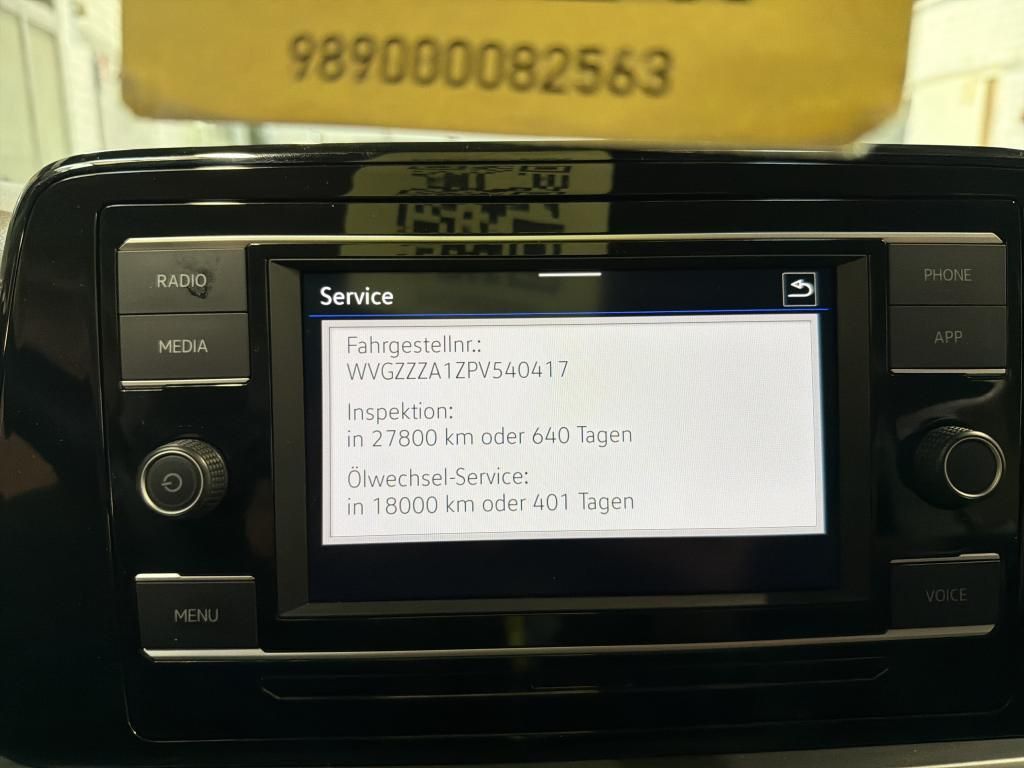 989000082563
RADIO
MEDIA
MENU
PHONE
APP
VOICE
Service
Fahrgestellnr.:
WVGZZZA1ZPV540417
Inspektion:
in 27800 km oder 640 Tagen
Ölwechsel-Service:
in 18000 km oder 401 Tagen